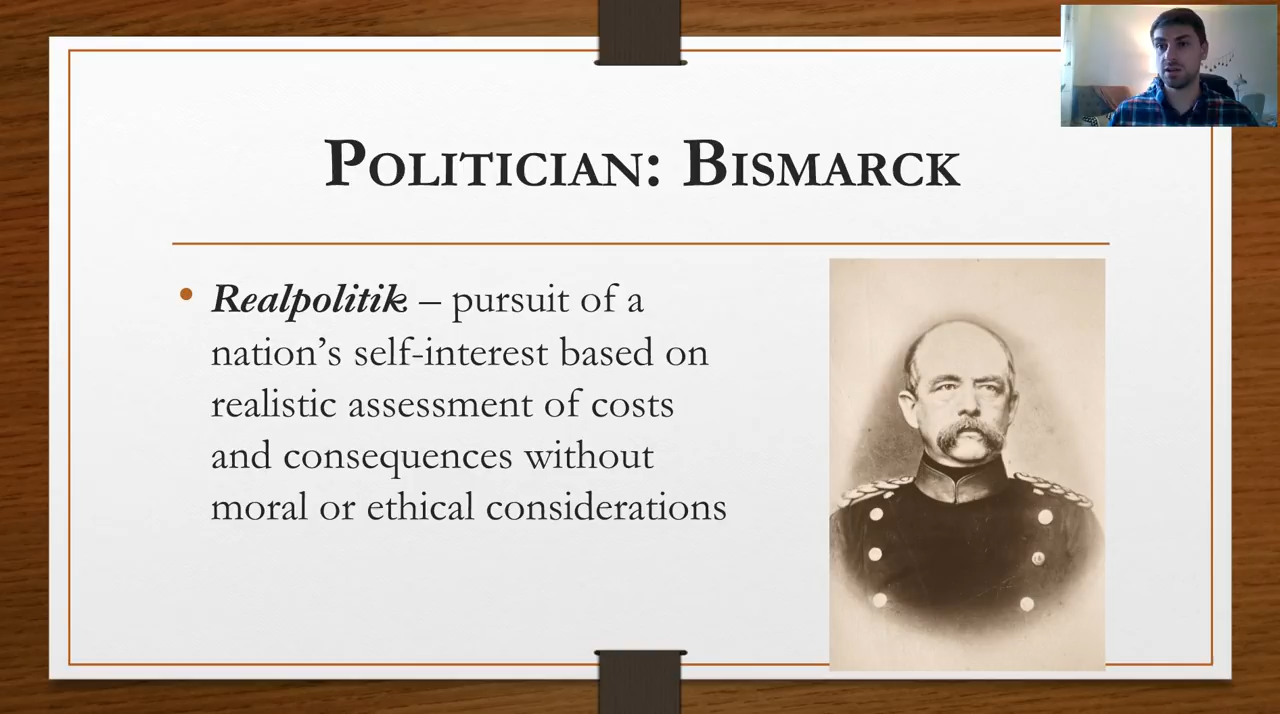 Politician: Bismarck
• Realpolitik – pursuit of a
nation’s self-interest based on
realistic assessment of costs
and consequences without
moral or ethical considerations